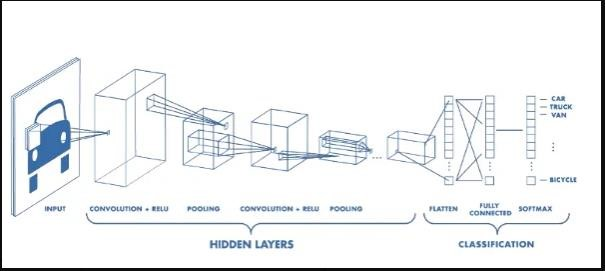 CAR
TRUCK
VAN
BICYCLE
INPUT
CONVOLUTION + RELU
POOLING
CONVOLUTION + RELU
POOLING
FLATTEN
FULLY
CONNECTED
SOFTMAX
HIDDEN LAYERS
CLASSIFICATION